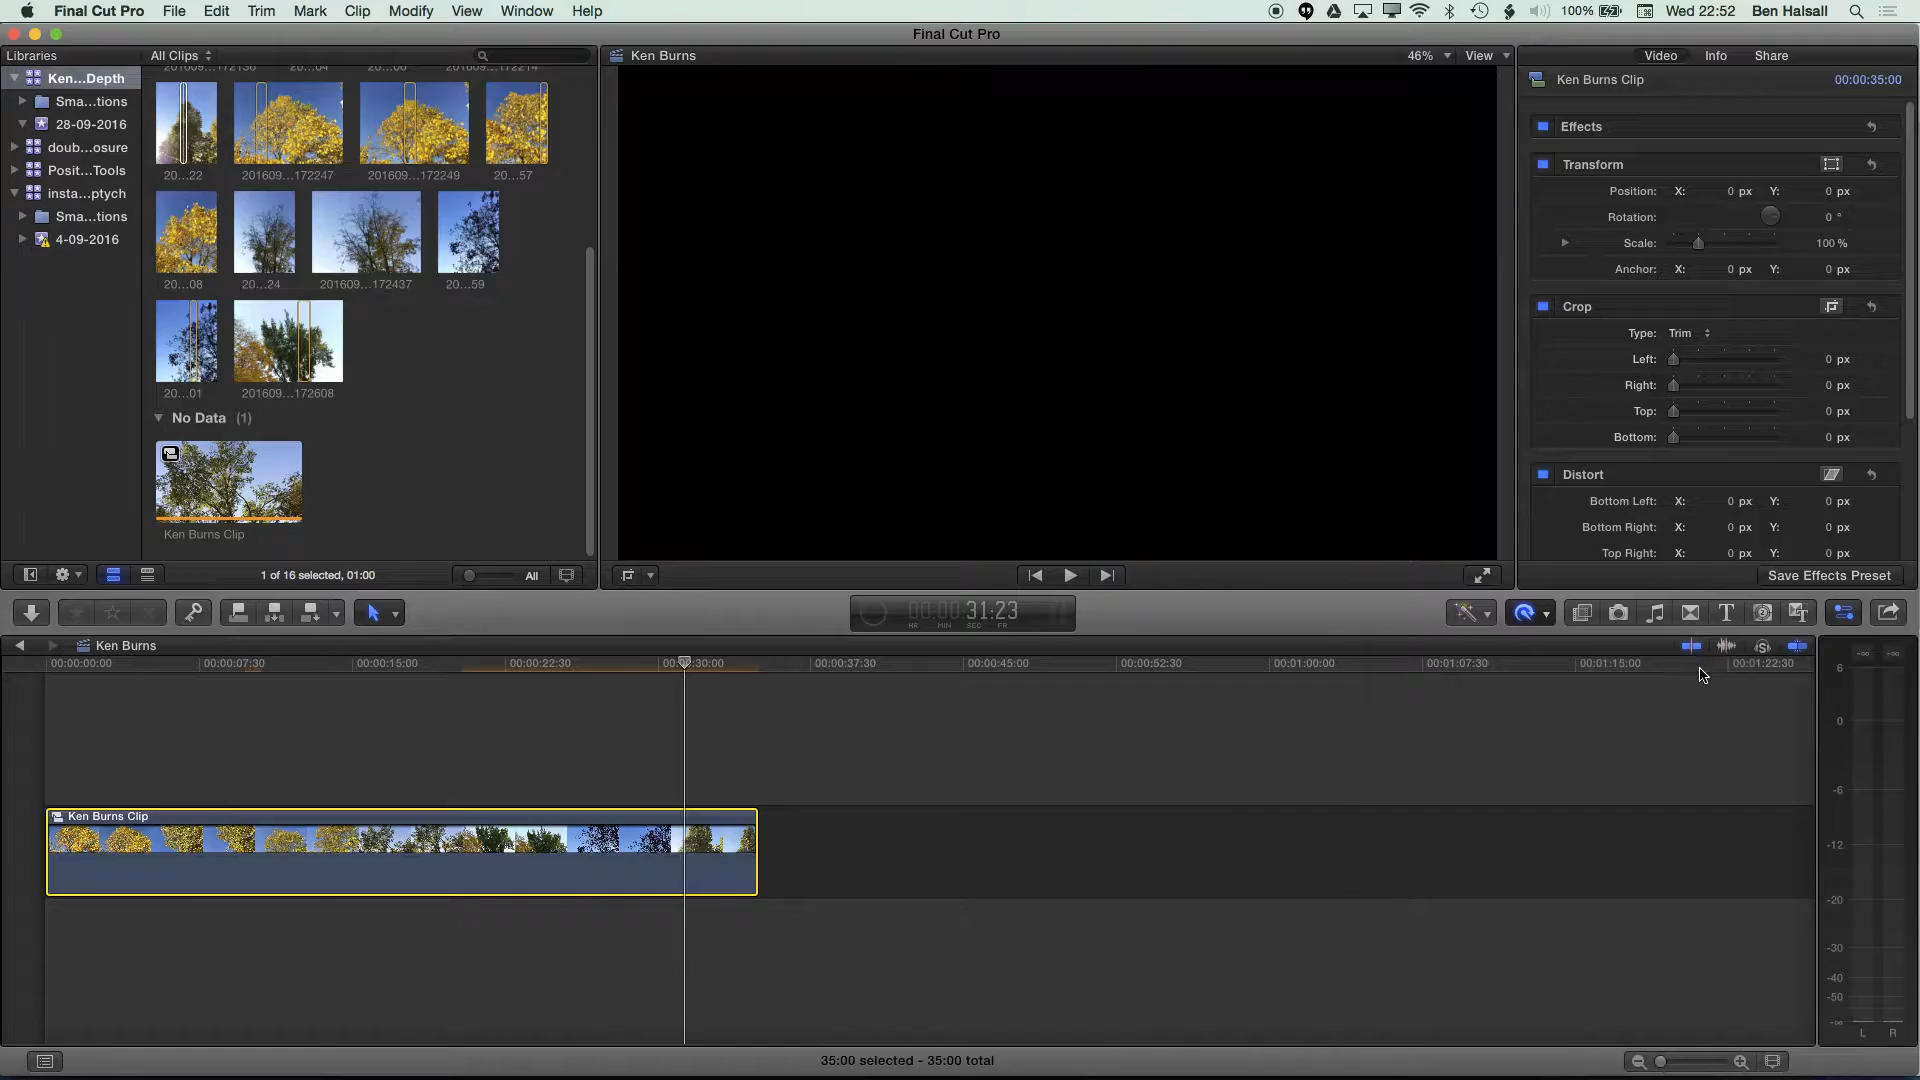 Final Cut Pro File Edit Trim Mark Clip Modify View Window Help 100% Wed 22:52 Ben Halsall
Final Cut Pro
Libraries All Clips Ken Burns 46% View Video Info Share
Ken...Depth
Ken Burns Clip 00:00:35:00
Sma...tions
28-09-2016
doub...osure
Posit...Tools
insta...ptych
Sma...tions
4-09-2016
20...22 201609...172247 201609...172249 20...57
20...08 20...24 201609...172437 20...59
20...01 201609...172608
No Data (1)
Ken Burns Clip
1 of 16 selected, 01:00 All
Effects
Transform
Position: X: 0 px Y: 0 px
Rotation: 0 °
Scale: 100 %
Anchor: X: 0 px Y: 0 px
Crop
Type: Trim
Left: 0 px
Right: 0 px
Top: 0 px
Bottom: 0 px
Distort
Bottom Left: X: 0 px Y: 0 px
Bottom Right: X: 0 px Y: 0 px
Top Right: X: 0 px Y: 0 px
Save Effects Preset
00:00:31:23
HR MIN SEC FR
Ken Burns
00:00:00:00 00:00:07:30 00:00:15:00 00:00:22:30 00:00:30:00 00:00:37:30 00:00:45:00 00:00:52:30 00:01:00:00 00:01:07:30 00:01:15:00 00:01:22:30
Ken Burns Clip
6
0
-6
-12
-20
-30
-40
-50
-∞
L R
35:00 selected - 35:00 total